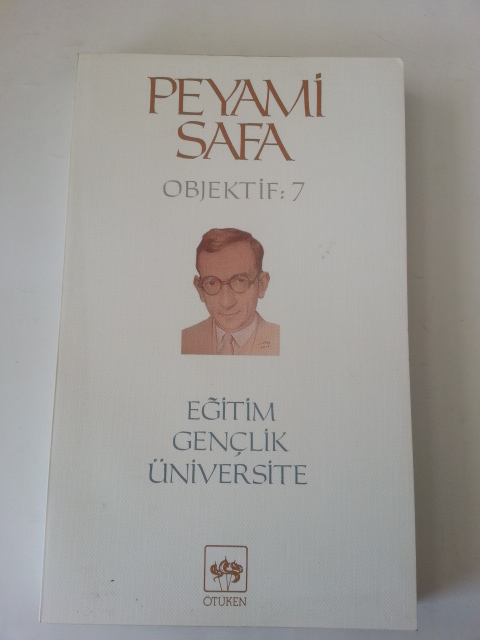 PEYAMİ
SAFA
OBJEKTİF: 7
EĞİTİM
GENÇLİK
ÜNİVERSİTE
ÖTÜKEN